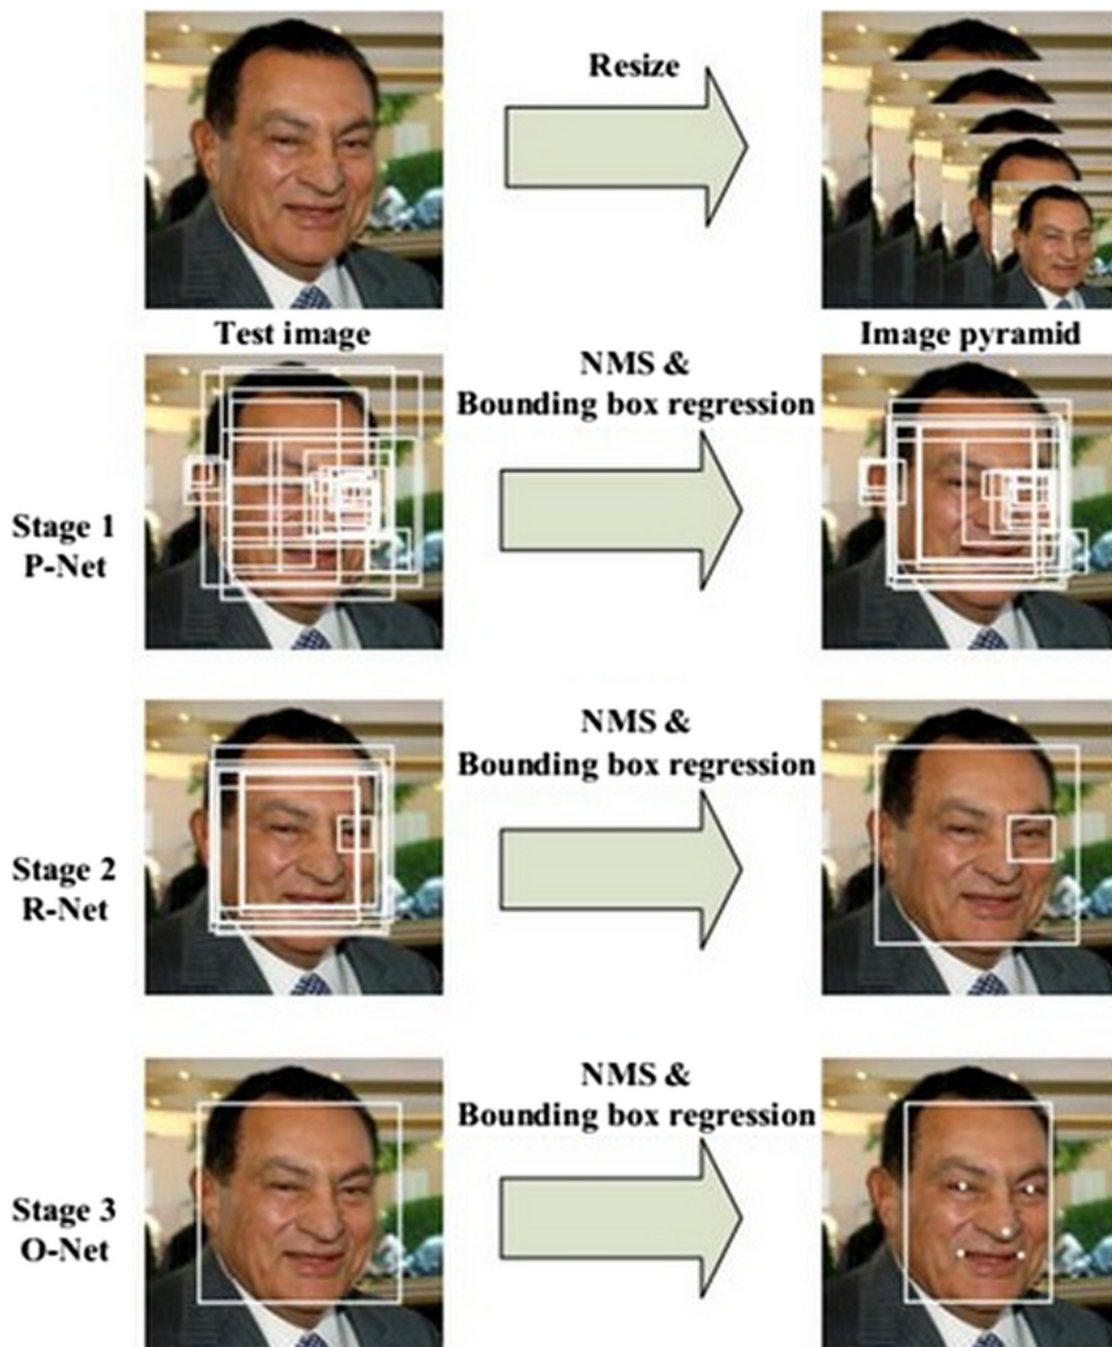 Resize
Test image
Image pyramid
NMS &
Bounding box regression
Stage 1
P-Net
NMS &
Bounding box regression
Stage 2
R-Net
NMS &
Bounding box regression
Stage 3
O-Net